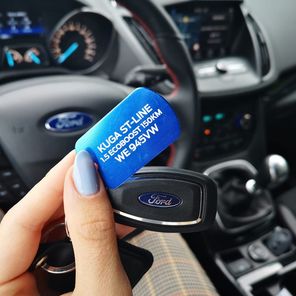 KUGA ST-LINE
1.5 ECOBOOST 150KM
WE 945VW
Ford
Ford